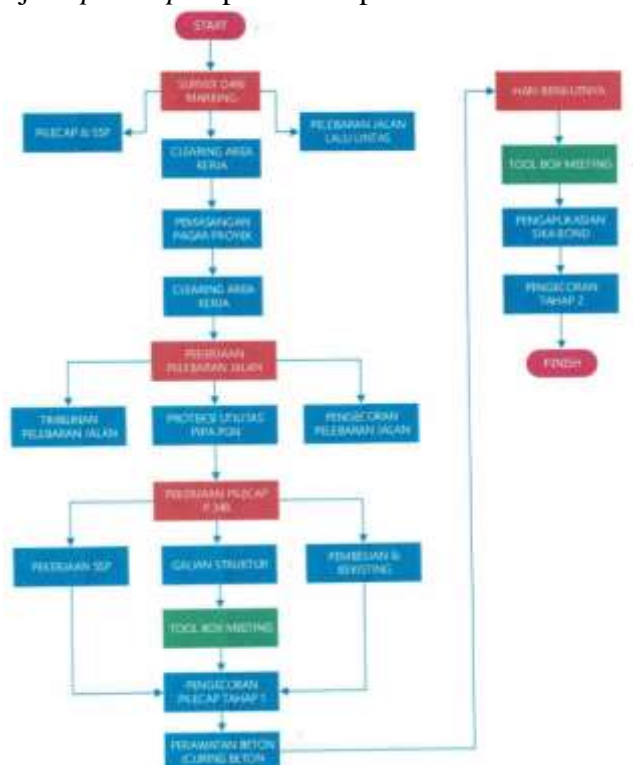 START
SURVEY DAN
MARKING
PILECAP & SSP
PELEBARAN JALAN
LALU LINTAS
CLEARING AREA
KERJA
PEMASANGAN
PAGAR PROYEK
CLEARING AREA
KERJA
PEKERJAAN
PELEBARAN JALAN
TIMBUNAN
PELEBARAN JALAN
PROTEKSI UTILITAS
PIPA PGN
PENGECORAN
PELEBARAN JALAN
PEKERJAAN PILECAP
PEKERJAAN SSP
GALIAN STRUKTUR
PEMBESIAN &
BEKISTING
TOOL BOX MEETING
PENGECORAN
PILECAP TAHAP 1
PERAWATAN BETON
(CURING BETON
HARI BERIKUTNYA
TOOL BOX MEETING
PENGAPLIKASIAN
SIKA BOND
PENGECORAN
TAHAP 2
FINISH